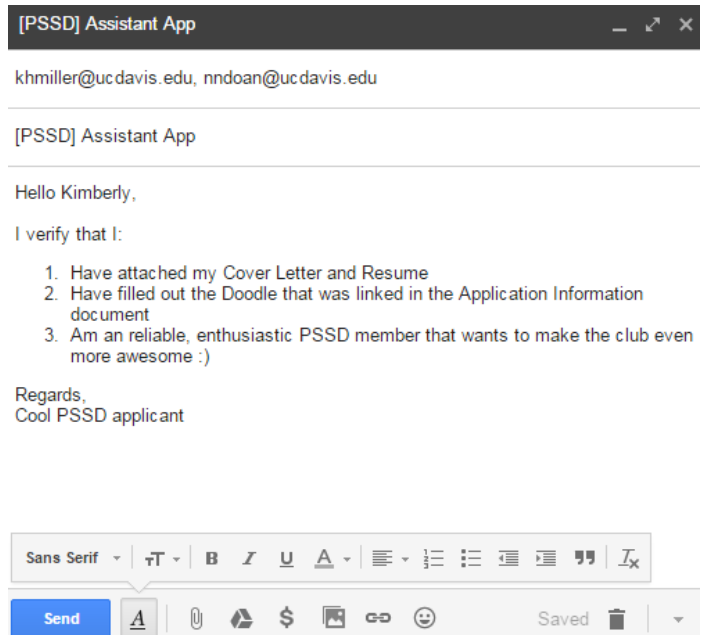 [PSSD] Assistant App
khmiller@ucdavis.edu, nndoan@ucdavis.edu
[PSSD] Assistant App
Hello Kimberly,
I verify that I:
1. Have attached my Cover Letter and Resume
2. Have filled out the Doodle that was linked in the Application Information
document
3. Am an reliable, enthusiastic PSSD member that wants to make the club even
more awesome :)
Regards,
Cool PSSD applicant
Sans Serif
Send
Saved